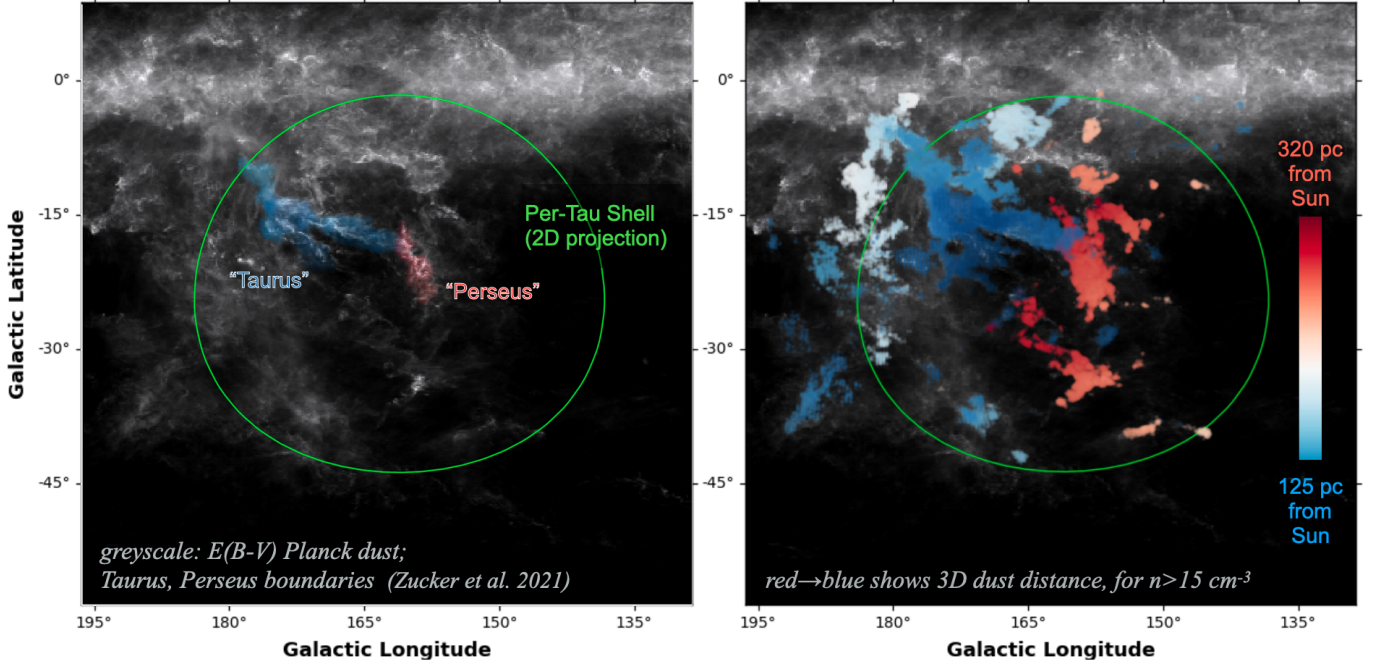 Galactic Latitude
0°
-15°
-30°
-45°
Per-Tau Shell
(2D projection)
“Taurus”
“Perseus”
greyscale: E(B-V) Planck dust;
Taurus, Perseus boundaries (Zucker et al. 2021)
195°
180°
165°
150°
135°
Galactic Longitude
0°
-15°
-30°
-45°
320 pc
from
Sun
125 pc
from
Sun
red→blue shows 3D dust distance, for n>15 cm⁻³
195°
180°
165°
150°
135°
Galactic Longitude